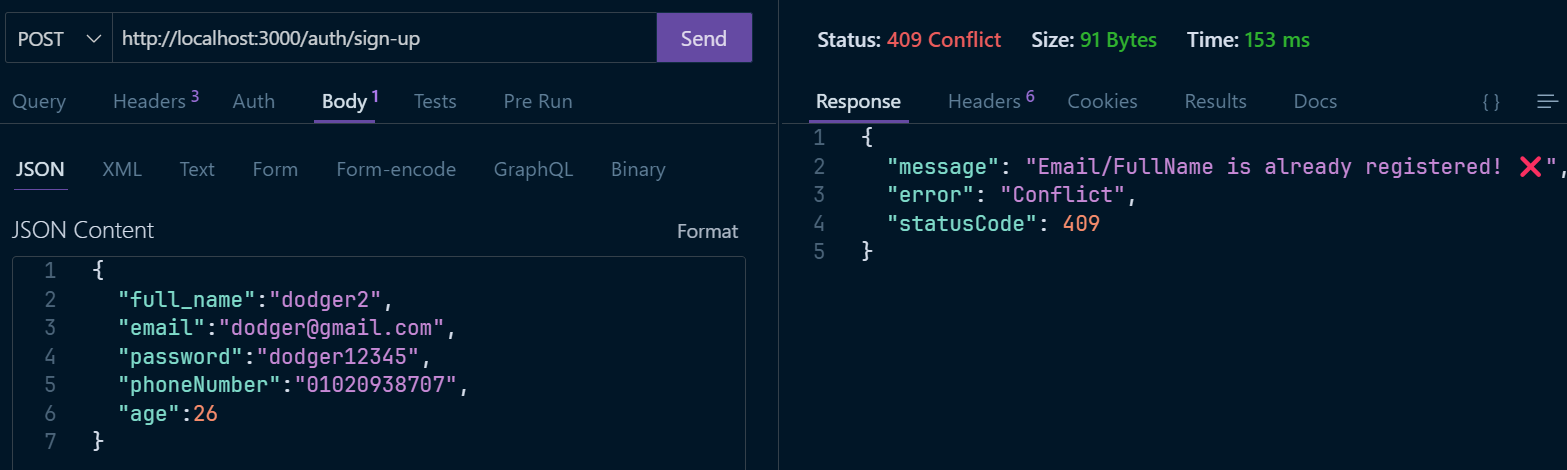 POST http://localhost:3000/auth/sign-up Send
Query Headers 3 Auth Body 1 Tests Pre Run
JSON XML Text Form Form-encode GraphQL Binary
JSON Content Format
1 {
2 "full_name":"dodger2",
3 "email":"dodger@gmail.com",
4 "password":"dodger12345",
5 "phoneNumber":"01020938707",
6 "age":26
7 }
Status: 409 Conflict Size: 91 Bytes Time: 153 ms
Response Headers 6 Cookies Results Docs { }
1 {
2 "message": "Email/FullName is already registered! ❌",
3 "error": "Conflict",
4 "statusCode": 409
5 }